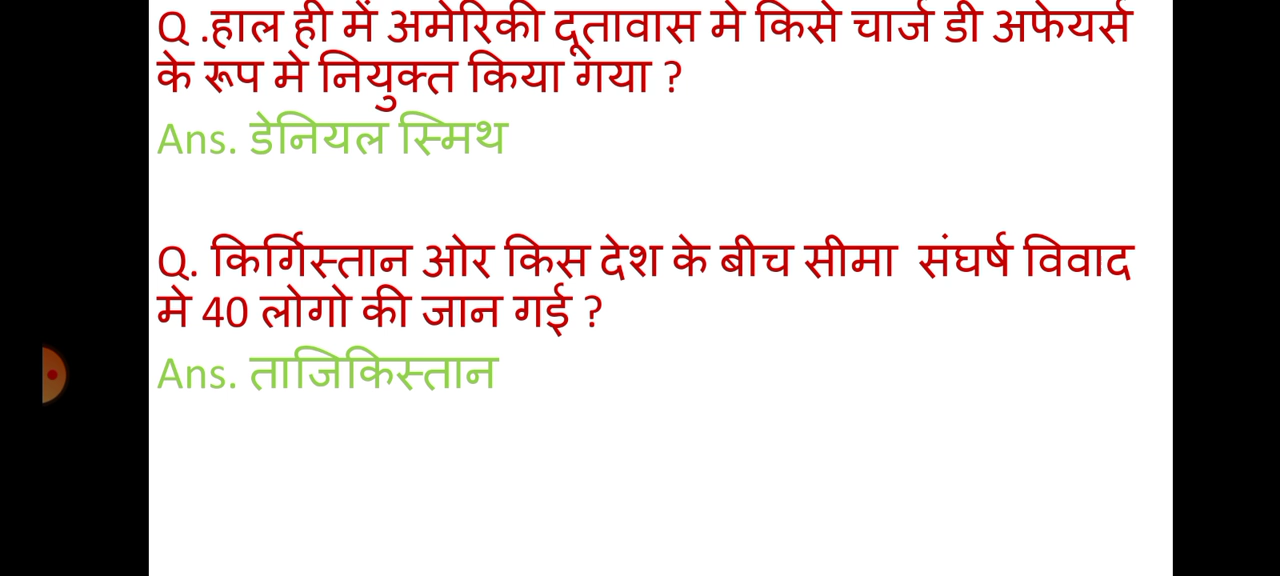 Q .हाल ही में अमेरिकी दूतावास मे किसे चार्ज डी अफेयर्स
के रूप मे नियुक्त किया गया ?
Ans. डेनियल स्मिथ
Q. किर्गिस्तान ओर किस देश के बीच सीमा संघर्ष विवाद
मे 40 लोगो की जान गई ?
Ans. ताजिकिस्तान